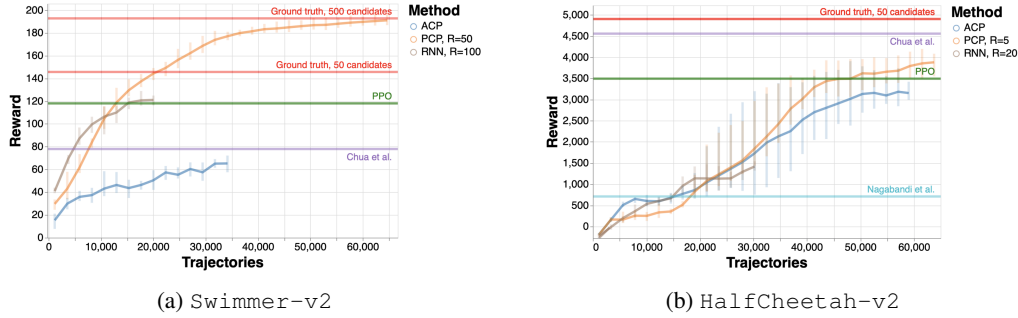 Ground truth, 500 candidates
Ground truth, 50 candidates
PPO
Chua et al.
200
180
160
140
120
100
80
60
40
20
0
Reward
0
10,000
20,000
30,000
40,000
50,000
60,000
Trajectories
Method
ACP
PCP, R=50
RNN, R=100
(a) Swimmer-v2
Ground truth, 50 candidates
Chua et al.
PPO
Nagabandi et al.
5,000
4,500
4,000
3,500
3,000
2,500
2,000
1,500
1,000
500
0
Reward
0
10,000
20,000
30,000
40,000
50,000
60,000
Trajectories
Method
ACP
PCP, R=5
RNN, R=20
(b) HalfCheetah-v2